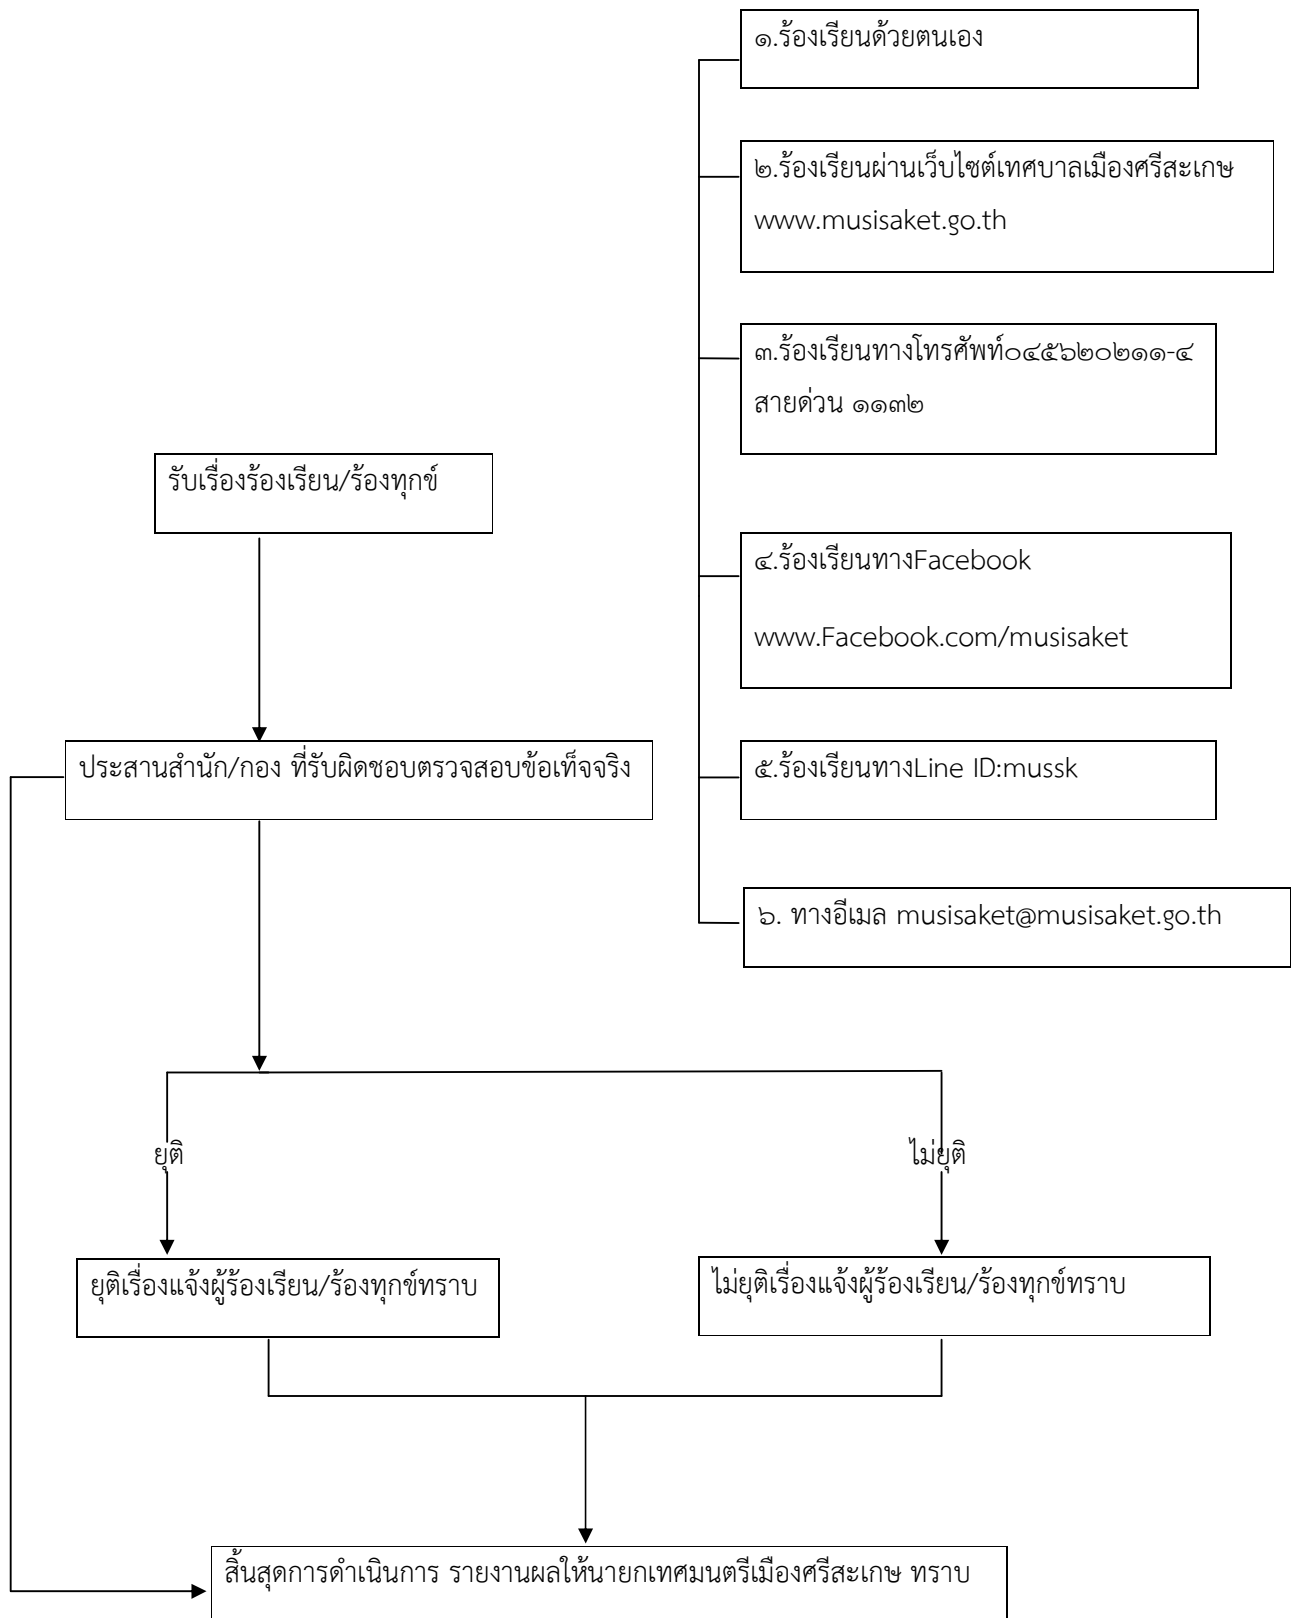 ๑.ร้องเรียนด้วยตนเอง
๒.ร้องเรียนผ่านเว็บไซต์เทศบาลเมืองศรีสะเกษ
www.musisaket.go.th
๓.ร้องเรียนทางโทรศัพท์๐๔๕๖๒๐๒๑๑-๔
สายด่วน ๑๑๓๒
รับเรื่องร้องเรียน/ร้องทุกข์
๔.ร้องเรียนทางFacebook
www.Facebook.com/musisaket
ประสานสำนัก/กอง ที่รับผิดชอบตรวจสอบข้อเท็จจริง
๕.ร้องเรียนทางLine ID:mussk
๖. ทางอีเมล musisaket@musisaket.go.th
ยุติ
ไม่ยุติ
ยุติเรื่องแจ้งผู้ร้องเรียน/ร้องทุกข์ทราบ
ไม่ยุติเรื่องแจ้งผู้ร้องเรียน/ร้องทุกข์ทราบ
สิ้นสุดการดำเนินการ รายงานผลให้นายกเทศมนตรีเมืองศรีสะเกษ ทราบ